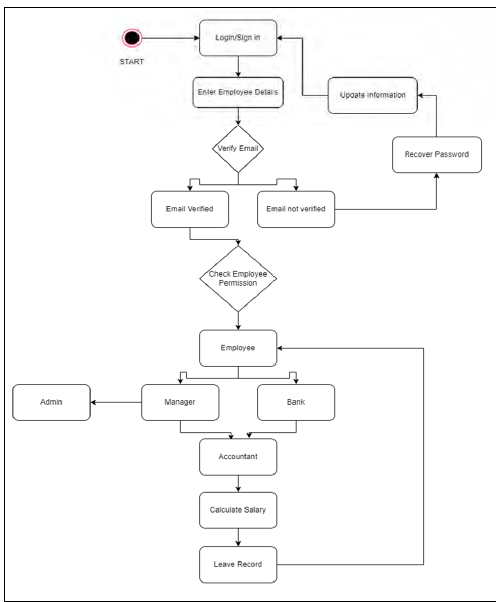 Login/Sign in
START
Enter Employee Details
Update Information
Verify Email
Recover Password
Email Verified
Email not verified
Check Employee
Permission
Employee
Admin
Manager
Bank
Accountant
Calculate Salary
Leave Record